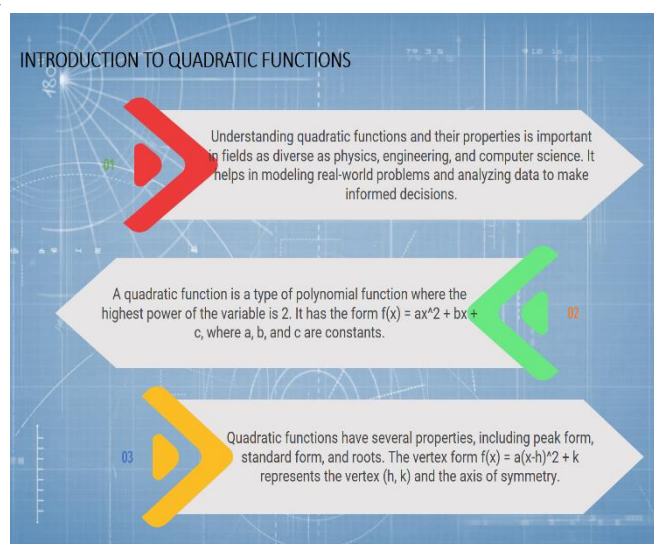 INTRODUCTION TO QUADRATIC FUNCTIONS
180
01
Understanding quadratic functions and their properties is important
in fields as diverse as physics, engineering, and computer science. It
helps in modeling real-world problems and analyzing data to make
informed decisions.
A quadratic function is a type of polynomial function where the
highest power of the variable is 2. It has the form f(x) = ax^2 + bx +
c, where a, b, and c are constants.
02
03
Quadratic functions have several properties, including peak form,
standard form, and roots. The vertex form f(x) = a(x-h)^2 + k
represents the vertex (h, k) and the axis of symmetry.